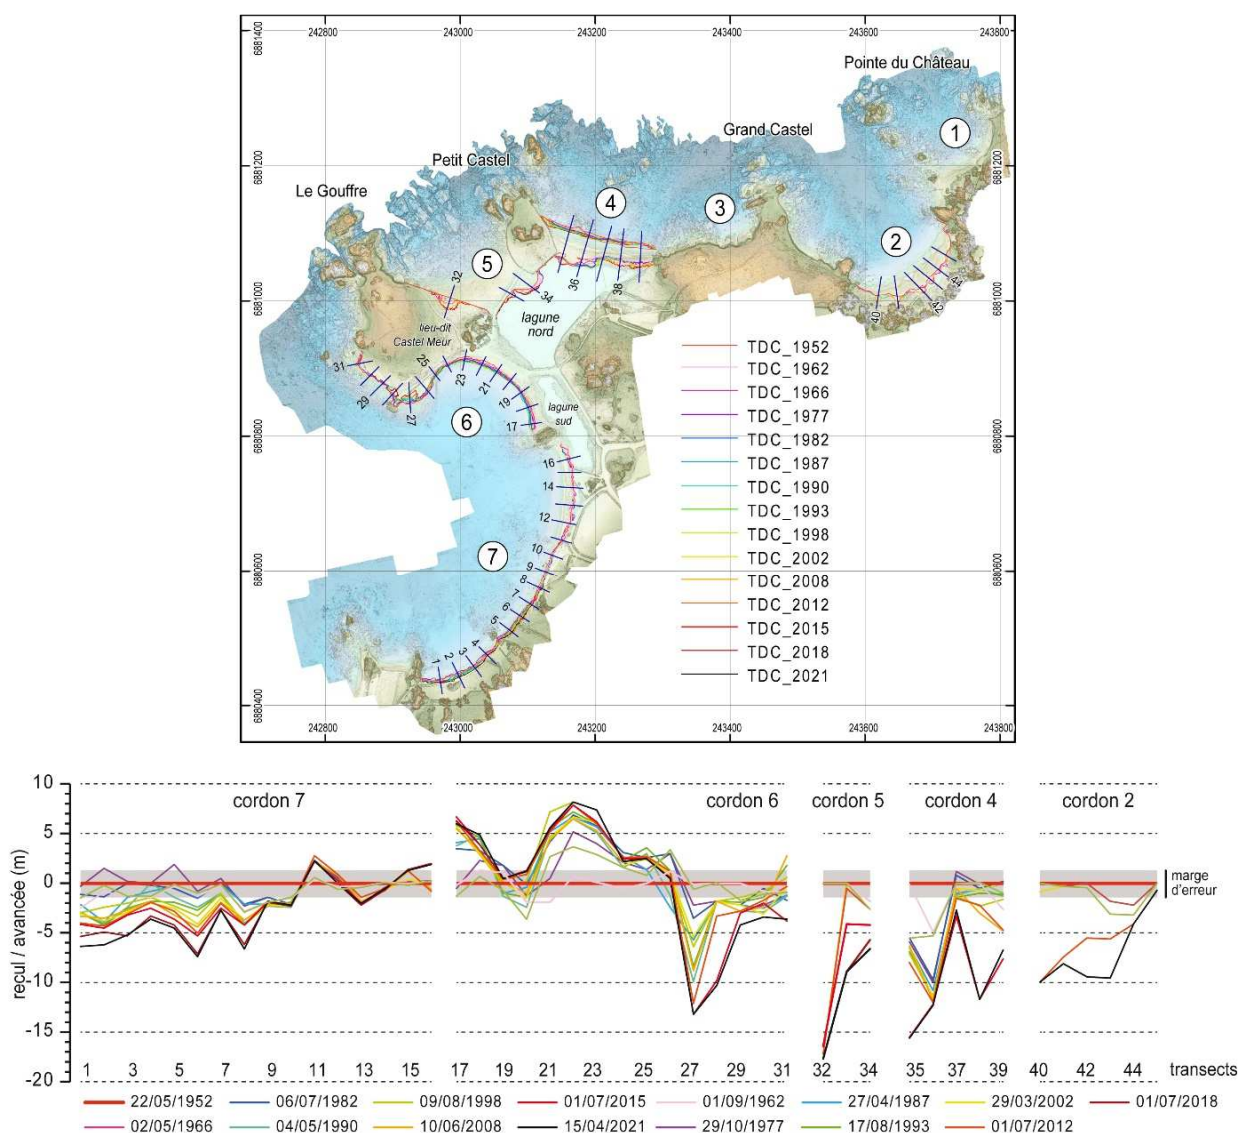 242800 243000 243200 243400 243600 243800
6881400
Pointe du Château
1
Grand Castel
Petit Castel
6881200
6881200
Le Gouffre
4
3
2
5
32
34
36
38
40
42
44
6881000
6881000
lagune
nord
lieu-dit
Castel Meur
TDC_1952
TDC_1962
TDC_1966
TDC_1977
TDC_1982
TDC_1987
TDC_1990
TDC_1993
TDC_1998
TDC_2002
TDC_2008
TDC_2012
TDC_2015
TDC_2018
TDC_2021
31
29
27
25
23
21
19
17
6
lagune
sud
6880800
6880800
16
14
12
10
9
8
7
6
5
4
3
2
1
7
6880600
6880600
6880400
6880400
242800 243000 243200 243400 243600 243800
10
5
0
-5
-10
-15
-20
recul / avancée (m)
cordon 7 cordon 6 cordon 5 cordon 4 cordon 2
marge
d'erreur
1 3 5 7 9 11 13 15 17 19 21 23 25 27 29 31 32 34 35 37 39 40 42 44 transects
22/05/1952 06/07/1982 09/08/1998 01/07/2015 01/09/1962 27/04/1987 29/03/2002 01/07/2018
02/05/1966 04/05/1990 10/06/2008 15/04/2021 29/10/1977 17/08/1993 01/07/2012